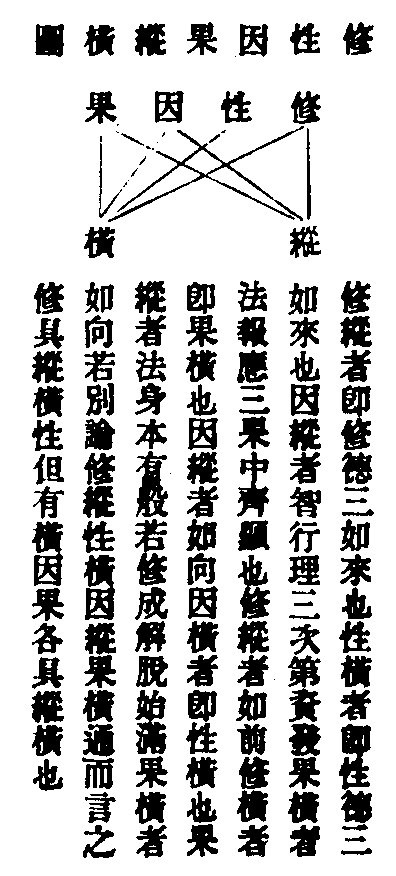 修性因果縱橫圖
修性因果
縱橫
修縱者卽修德三如來也性橫者卽性德三
如來也因縱者智行理三次第資發果橫者
法報應三果中齊顯也修縱者如前修橫者
卽果橫也因縱者如向因橫者卽性橫也果
縱者法身本有般若修成解脫始滿果橫者
如向若別論修縱性橫因縱果橫通而言之
修具縱橫性但有橫因果各具縱橫也